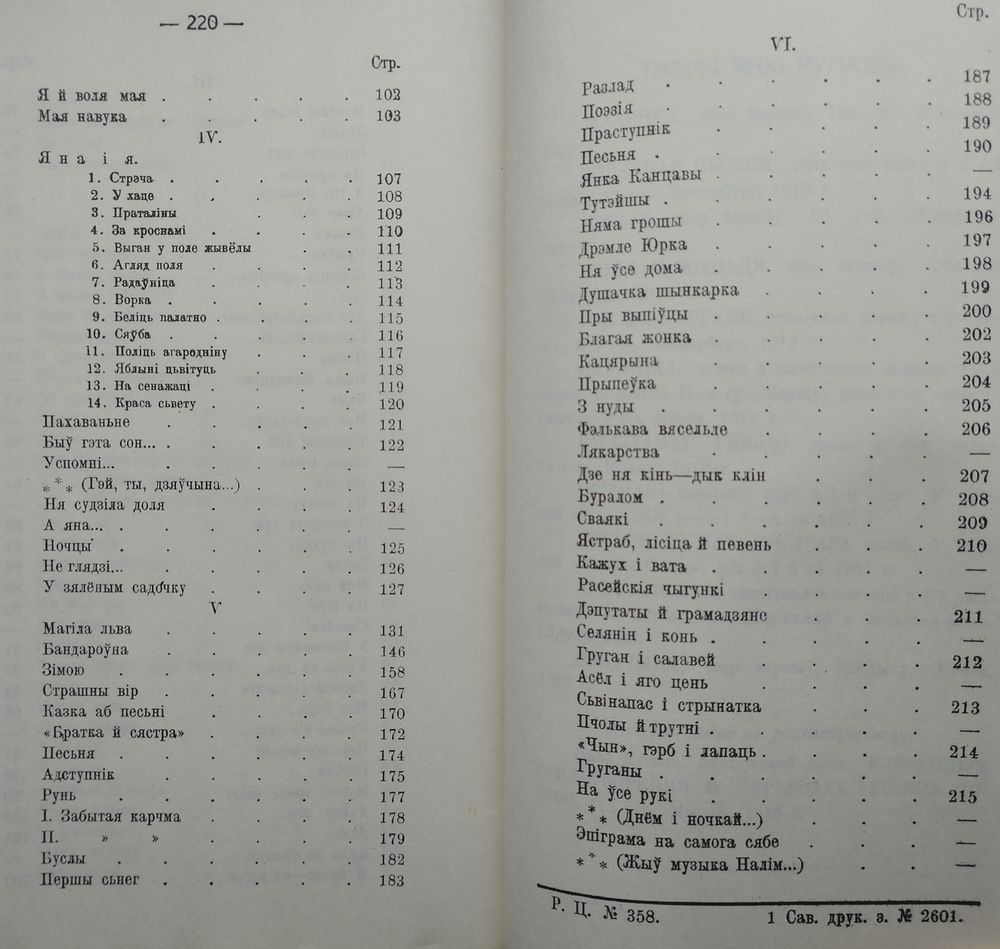 — 220 —
Стр.
Я й воля мая . . . . . 102
Мая навука . . . . . 103
IV.
Яна і я.
1. Стрэча . . . . . 107
2. У хаце . . . . . 108
3. Праталіны . . . . 109
4. За кроснамі . . . . 110
5. Выган у поле жывёлы . . 111
6. Агляд поля . . . . 112
7. Радаўніца . . . . 113
8. Ворка . . . . . 114
9. Беліць палатно . . . . 115
10. Сяўба . . . . . 116
11. Поліць агародніну . . . 117
12. Яблыні цьвітуць . . . 118
13. На сенажаці . . . . 119
14. Краса сьвету . . . . 120
Пахаваньне . . . . . 121
Быў гэта сон... . . . . . 122
Успомні... . . . . . —
*** (Гэй, ты, дзяўчына...) . . . 123
Ня судзіла доля . . . . 124
А яна... . . . . . . —
Ночцы . . . . . . 125
Не глядзі... . . . . . 126
У зялёным садочку . . . . 127
V
Магіла льва . . . . . 131
Бандароўна . . . . . 146
Зімою . . . . . . 158
Страшны вір . . . . . 167
Казка аб песьні . . . . 170
«Братка й сястра» . . . . 172
Песьня . . . . . . 174
Адступнік . . . . . 175
Рунь . . . . . . 177
I. Забытая карчма . . . . 178
II. » » . . . . 179
Буслы . . . . . . 182
Першы сьнег . . . . . 183
Стр.
VI.
Разлад . . . . . . 187
Поэзія . . . . . . 188
Праступнік . . . . . 189
Песьня . . . . . . 190
Янка Канцавы . . . . . —
Тутэйшы . . . . . . 194
Няма грошы . . . . . 196
Дрэмле Юрка . . . . . 197
Ня ўсе дома . . . . . 198
Душачка шынкарка . . . . 199
Пры выпіўцы . . . . . 200
Благая жонка . . . . . 202
Кацярына . . . . . 203
Прыпеўка . . . . . 204
З нуды . . . . . . 205
Фэлькава вясельле . . . . 206
Лякарства . . . . . —
Дзе ня кінь—дык клін . . . 207
Буралом . . . . . . 208
Сваякі . . . . . . 209
Ястраб, лісіца й певень . . . 210
Кажух і вата . . . . . —
Расейскія чыгункі . . . . —
Дэпутаты й грамадзяне . . . 211
Селянін і конь . . . . . —
Груган і салавей . . . . 212
Асёл і яго цень . . . . —
Сьвінапас і стрынатка . . . 213
Пчолы й трутні . . . . . —
«Чын», гэрб і лапаць . . . . 214
Груганы . . . . . . —
На ўсе рукі . . . . . 215
*** (Днём і ночкай...) . . . —
Эпіграма на самога сябе . . . —
*** (Жыў музыка Налім...) . . —
Р. Ц. № 358. 1 Сав. друк. з. № 2601.